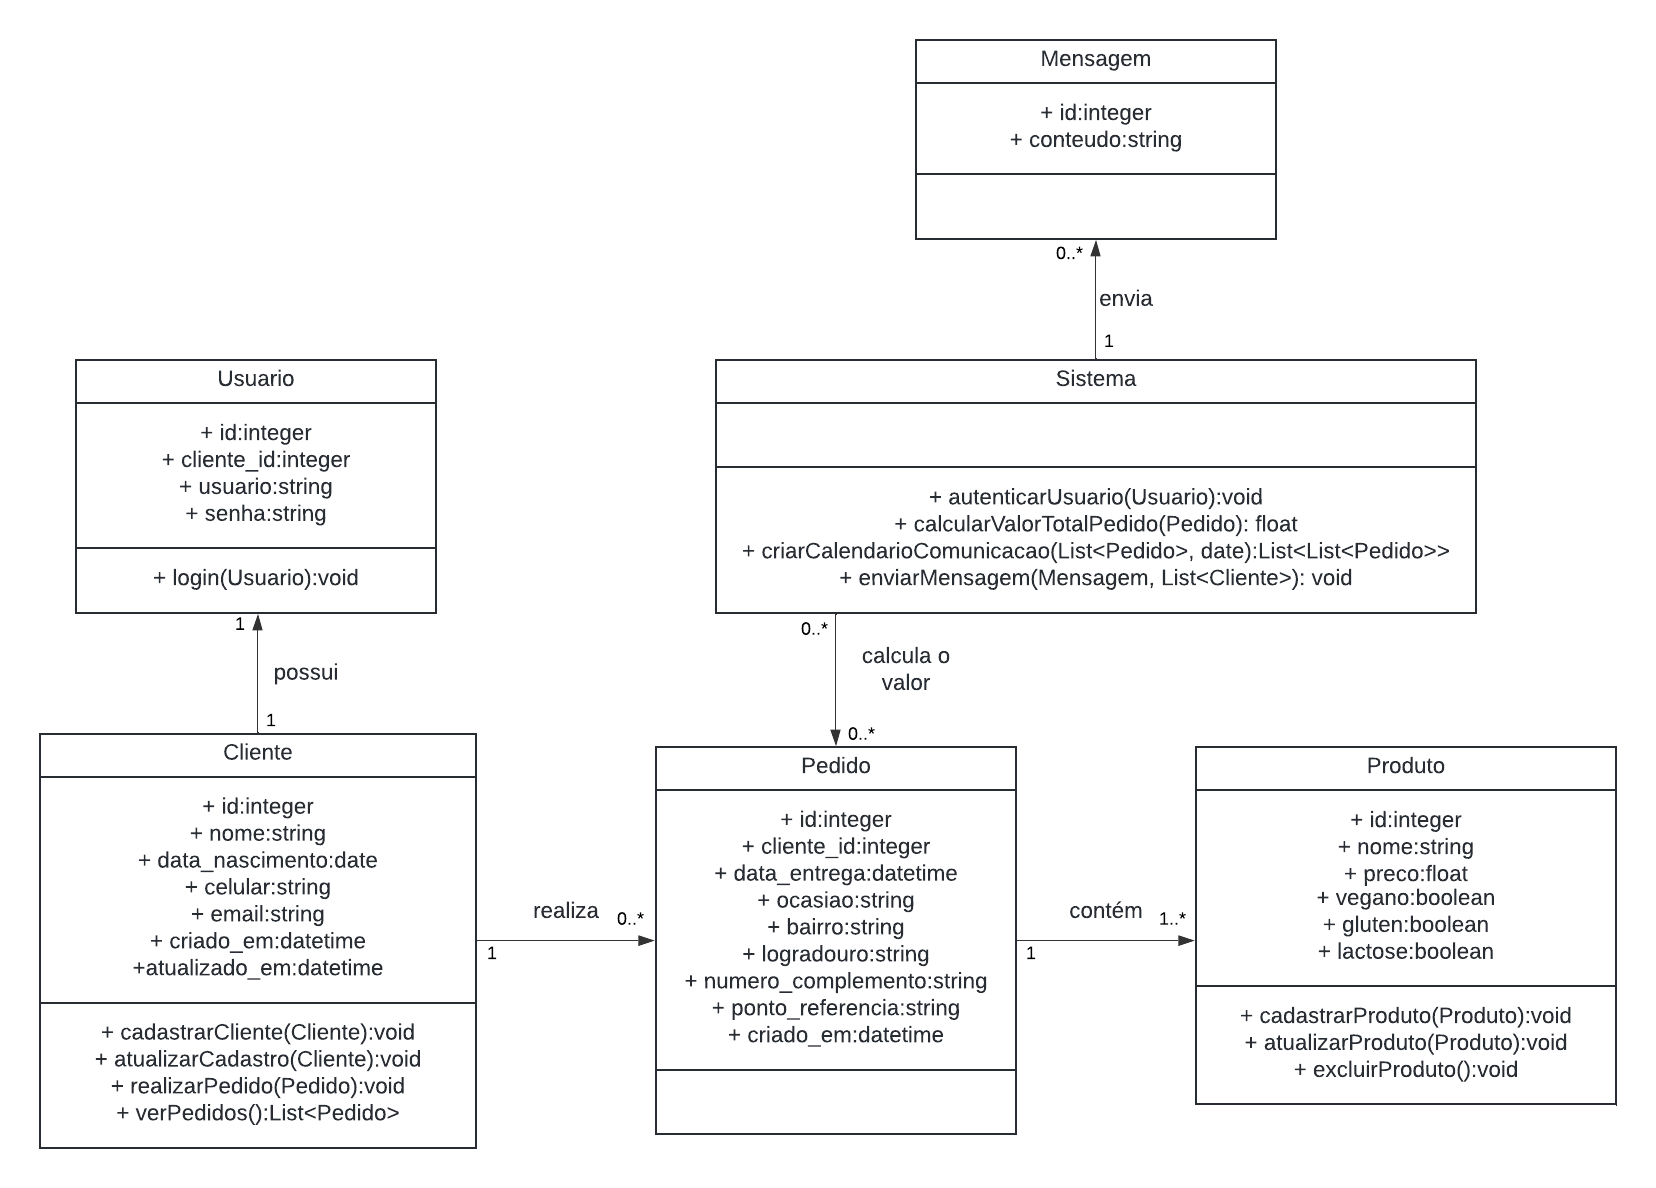 Mensagem
+ id:integer
+ conteudo:string
0..*
envia
1
Usuario
+ id:integer
+ cliente_id:integer
+ usuario:string
+ senha:string
+ login(Usuario):void
1
possui
1
Sistema
+ autenticarUsuario(Usuario):void
+ calcularValorTotalPedido(Pedido): float
+ criarCalendarioComunicacao(List<Pedido>, date):List<List<Pedido>>
+ enviarMensagem(Mensagem, List<Cliente>): void
0..*
calcula o
valor
0..*
Cliente
+ id:integer
+ nome:string
+ data_nascimento:date
+ celular:string
+ email:string
+ criado_em:datetime
+atualizado_em:datetime
+ cadastrarCliente(Cliente):void
+ atualizarCadastro(Cliente):void
+ realizarPedido(Pedido):void
+ verPedidos():List<Pedido>
realiza
0..*
1
Pedido
+ id:integer
+ cliente_id:integer
+ data_entrega:datetime
+ ocasiao:string
+ bairro:string
+ logradouro:string
+ numero_complemento:string
+ ponto_referencia:string
+ criado_em:datetime
contém
1..*
1
Produto
+ id:integer
+ nome:string
+ preco:float
+ vegano:boolean
+ gluten:boolean
+ lactose:boolean
+ cadastrarProduto(Produto):void
+ atualizarProduto(Produto):void
+ excluirProduto():void